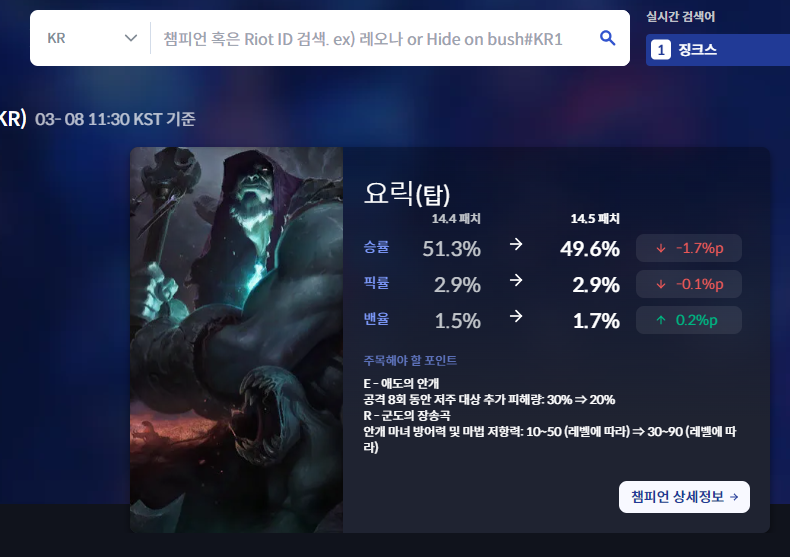 KR
챔피언 혹은 Riot ID 검색. ex) 레오나 or Hide on bush#KR1
실시간 검색어
1 징크스
KR) 03- 08 11:30 KST 기준
요릭(탑)
14.4 패치 14.5 패치
승률 51.3% → 49.6% ↓ -1.7%p
픽률 2.9% → 2.9% ↓ -0.1%p
밴율 1.5% → 1.7% ↑ 0.2%p
주목해야 할 포인트
E - 애도의 안개
공격 8회 동안 저주 대상 추가 피해량: 30% ⇒ 20%
R - 군도의 장송곡
안개 마녀 방어력 및 마법 저항력: 10~50 (레벨에 따라) ⇒ 30~90 (레벨에 따
라)
챔피언 상세정보 →